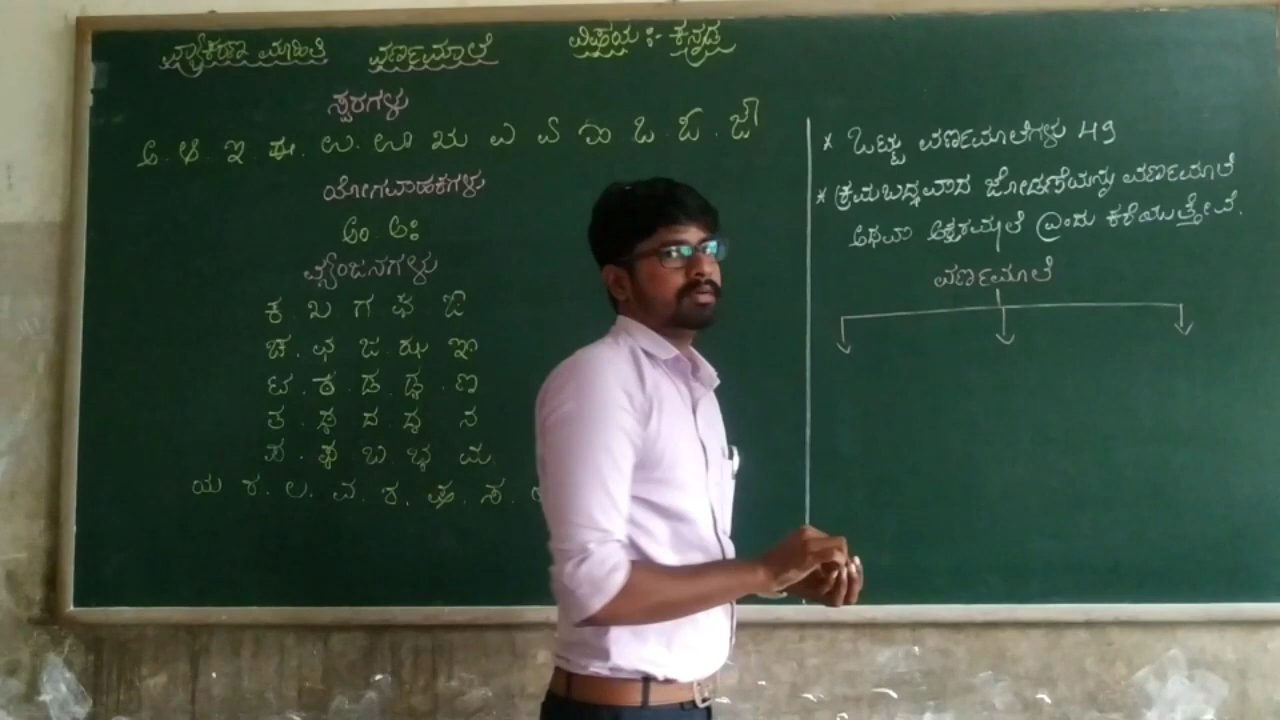 ವ್ಯಾಕರಣ ಮಾಹಿತಿ ವರ್ಣಮಾಲೆ ವಿಷಯ :- ಕನ್ನಡ
ಸ್ವರಗಳು
ಅ. ಆ. ಇ. ಈ. ಉ. ಊ ಋ ಎ ಏ ಐ ಒ ಓ. ಔ
ಯೋಗವಾಹಕಗಳು
ಅಂ ಅಃ
ವ್ಯಂಜನಗಳು
ಕ ಖ ಗ ಘ ಙ
ಚ. ಛ ಜ ಝ ಞ
ಟ. ಠ. ಡ. ಢ. ಣ
ತ. ಥ. ದ. ಧ. ನ
ಪ. ಫ ಬ. ಭ. ಮ.
ಯ ರ. ಲ. ವ. ಶ. ಷ. ಸ.
* ಒಟ್ಟು ವರ್ಣಮಾಲೆಗಳು 49
* ಕ್ರಮಬದ್ಧವಾದ ಜೋಡಣೆಯನ್ನು ವರ್ಣಮಾಲೆ
ಅಥವಾ ಅಕ್ಷರಮಾಲೆ ಎಂದು ಕರೆಯುತ್ತೇವೆ.
ವರ್ಣಮಾಲೆ